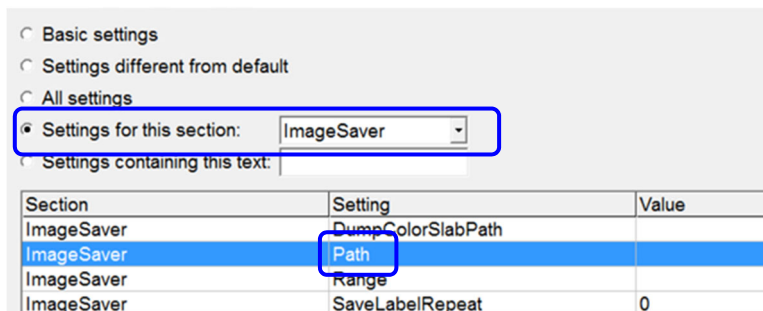 Basic settings
Settings different from default
All settings
Settings for this section: ImageSaver
Settings containing this text:
Section Setting Value
ImageSaver DumpColorSlabPath
ImageSaver Path
ImageSaver Range
ImageSaver SaveLabelRepeat 0